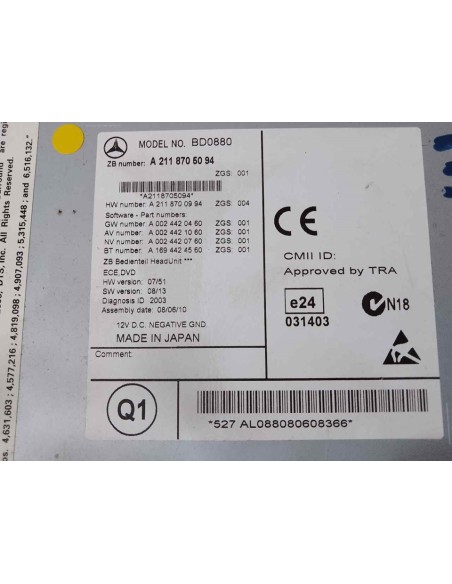 MODEL NO. BD0880
ZB number: A 211 870 50 94
ZGS: 001
*A2118705094*
HW number: A 211 870 09 94 ZGS: 004
Software - Part numbers:
GW number: A 002 442 04 60 ZGS: 001
AV number: A 002 442 10 60 ZGS: 001
NV number: A 002 442 07 60 ZGS: 001
BT number: A 169 442 45 60 ZGS: 001
ZB Bedienteil HeadUnit ***
ECE,DVD
HW version: 07/51
SW version: 08/13
Diagnosis ID: 2003
Assembly date: 08/06/10
12V D.C. NEGATIVE GND.
MADE IN JAPAN
Comment:
CE
CMII ID:
Approved by TRA
e24
031403
N18
Q1
*527 AL088080608366*
All Rights Reserved.
os. 4,631,603 ; 4,577,216 ; 4,819,098 ; 4,907,093 ; 5,315,448 ; and 6,516,132."